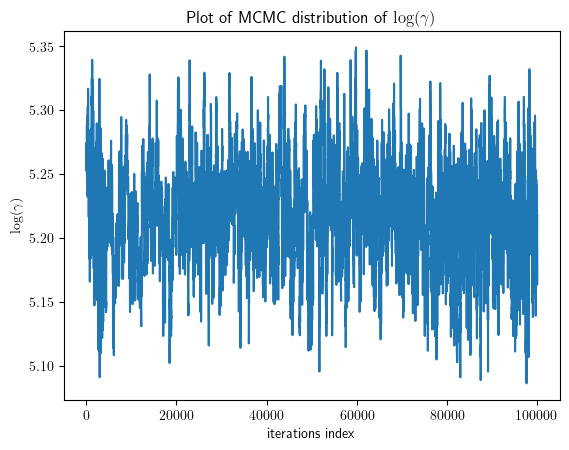 Plot of MCMC distribution of log(γ)
5.35
5.30
5.25
5.20
5.15
5.10
log(γ)
0 20000 40000 60000 80000 100000
iterations index